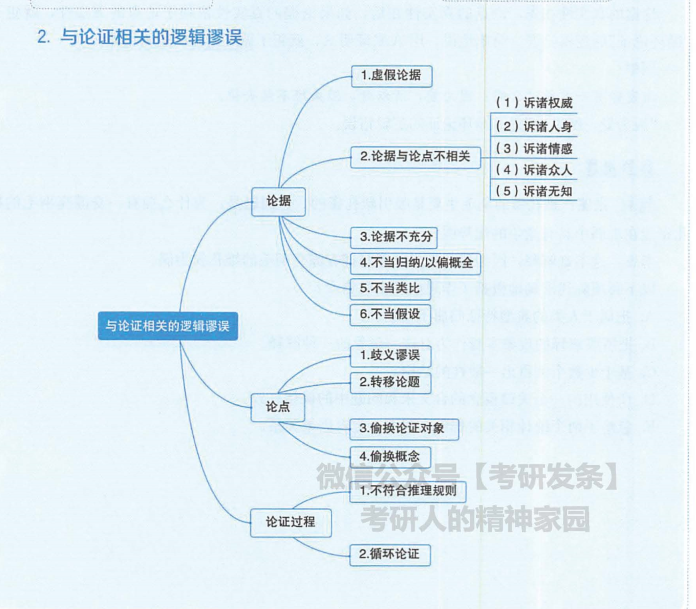 2. 与论证相关的逻辑谬误
1.虚假论据
(1)诉诸权威
(2)诉诸人身
2.论据与论点不相关
(3)诉诸情感
(4)诉诸众人
(5)诉诸无知
论据
3.论据不充分
4.不当归纳/以偏概全
5.不当类比
6.不当假设
与论证相关的逻辑谬误
1.歧义谬误
2.转移论题
论点
3.偷换论证对象
4.偷换概念
微信公众号【考研发条】
1.不符合推理规则
论证过程
考研人的精神家园
2.循环论证